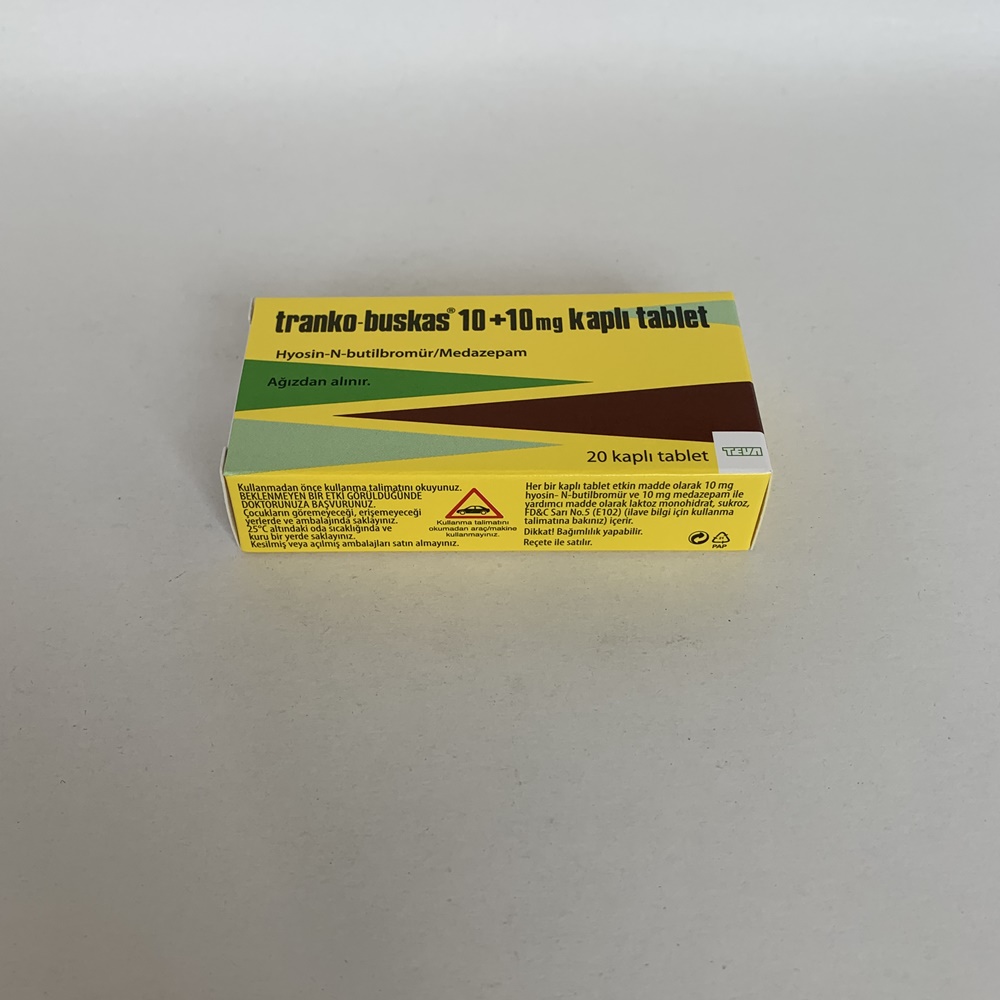 tranko-buskas® 10+10mg kaplı tablet
Hyosin-N-butilbromür/Medazepam
Ağızdan alınır.
20 kaplı tablet
TEVA
Kullanmadan önce kullanma talimatını okuyunuz.
BEKLENMEYEN BİR ETKİ GÖRÜLDÜĞÜNDE
DOKTORUNUZA BAŞVURUNUZ.
Çocukların göremeyeceği, erişemeyeceği
yerlerde ve ambalajında saklayınız.
25°C altındaki oda sıcaklığında ve
kuru bir yerde saklayınız.
Kesilmiş veya açılmış ambalajları satın almayınız.
Kullanma talimatını
okumadan araç/makine
kullanmayınız.
Her bir kaplı tablet etkin madde olarak 10 mg
hyosin- N-butilbromür ve 10 mg medazepam ile
yardımcı madde olarak laktoz monohidrat, sukroz,
FD&C Sarı No.5 (E102) (ilave bilgi için kullanma
talimatına bakınız) içerir.
Dikkat! Bağımlılık yapabilir.
Reçete ile satılır.
PAP